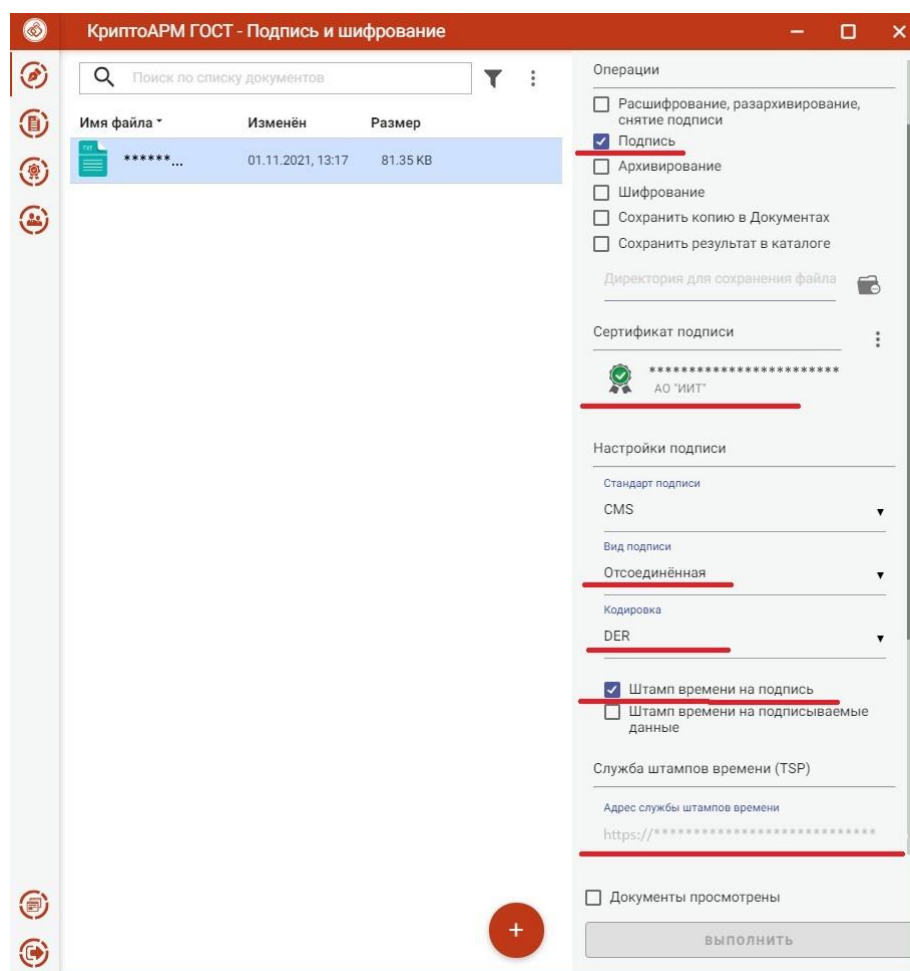 КриптоАРМ ГОСТ - Подпись и шифрование
Поиск по списку документов
Имя файла Изменён Размер
TXT
******... 01.11.2021, 13:17 81.35 KB
Операции
Расшифрование, разархивирование,
снятие подписи
Подпись
Архивирование
Шифрование
Сохранить копию в Документах
Сохранить результат в каталоге
Директория для сохранения файла
Сертификат подписи
************************
АО "ИИТ"
Настройки подписи
Стандарт подписи
CMS
Вид подписи
Отсоединённая
Кодировка
DER
Штамп времени на подпись
Штамп времени на подписываемые
данные
Служба штампов времени (TSP)
Адрес службы штампов времени
https://****************************
Документы просмотрены
ВЫПОЛНИТЬ